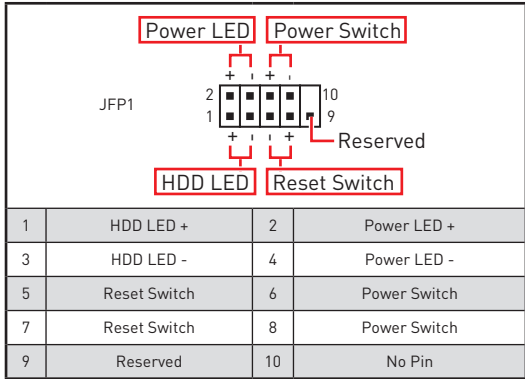 Power LED Power Switch
+ - + -
JFP1
2 10
1 9
+ - - +
Reserved
HDD LED Reset Switch
1 HDD LED + 2 Power LED +
3 HDD LED - 4 Power LED -
5 Reset Switch 6 Power Switch
7 Reset Switch 8 Power Switch
9 Reserved 10 No Pin